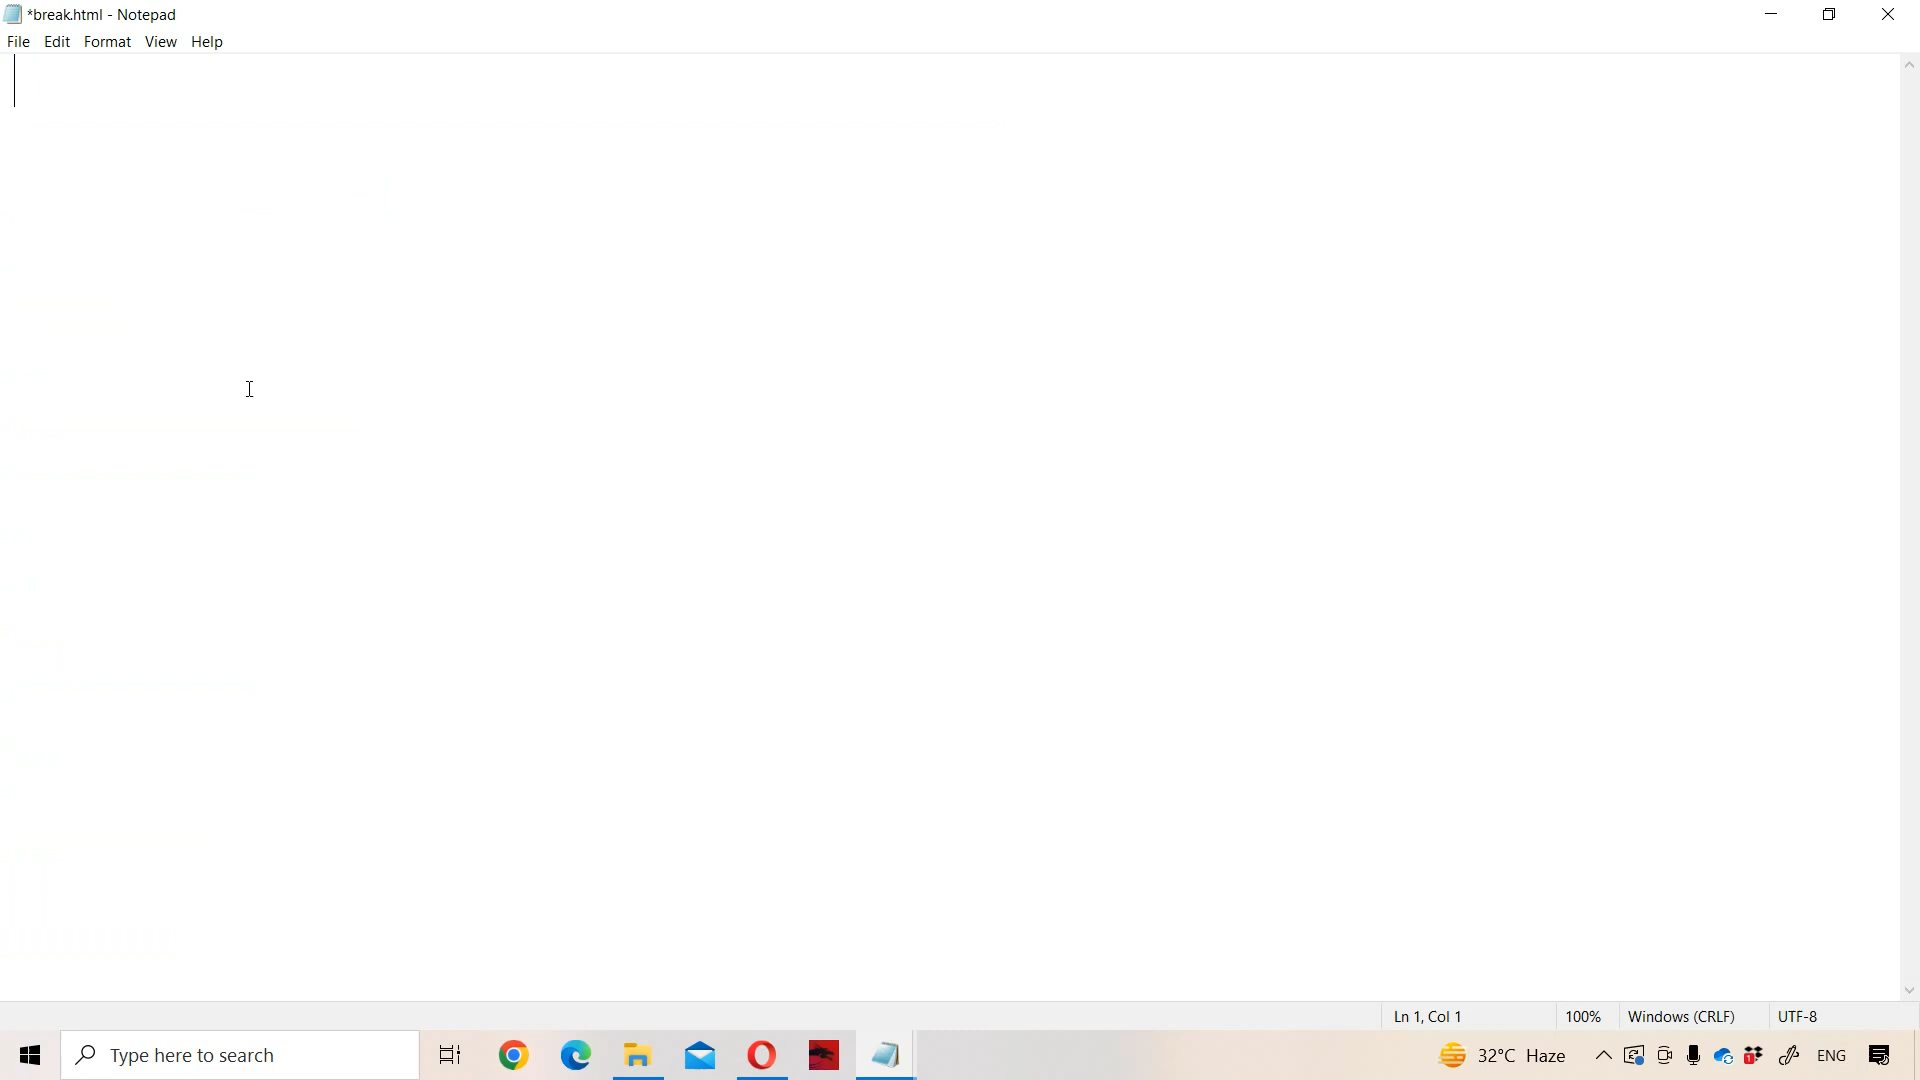 *break.html - Notepad
File Edit Format View Help
Ln 1, Col 1 100% Windows (CRLF) UTF-8
Type here to search 32°C Haze 1 ENG